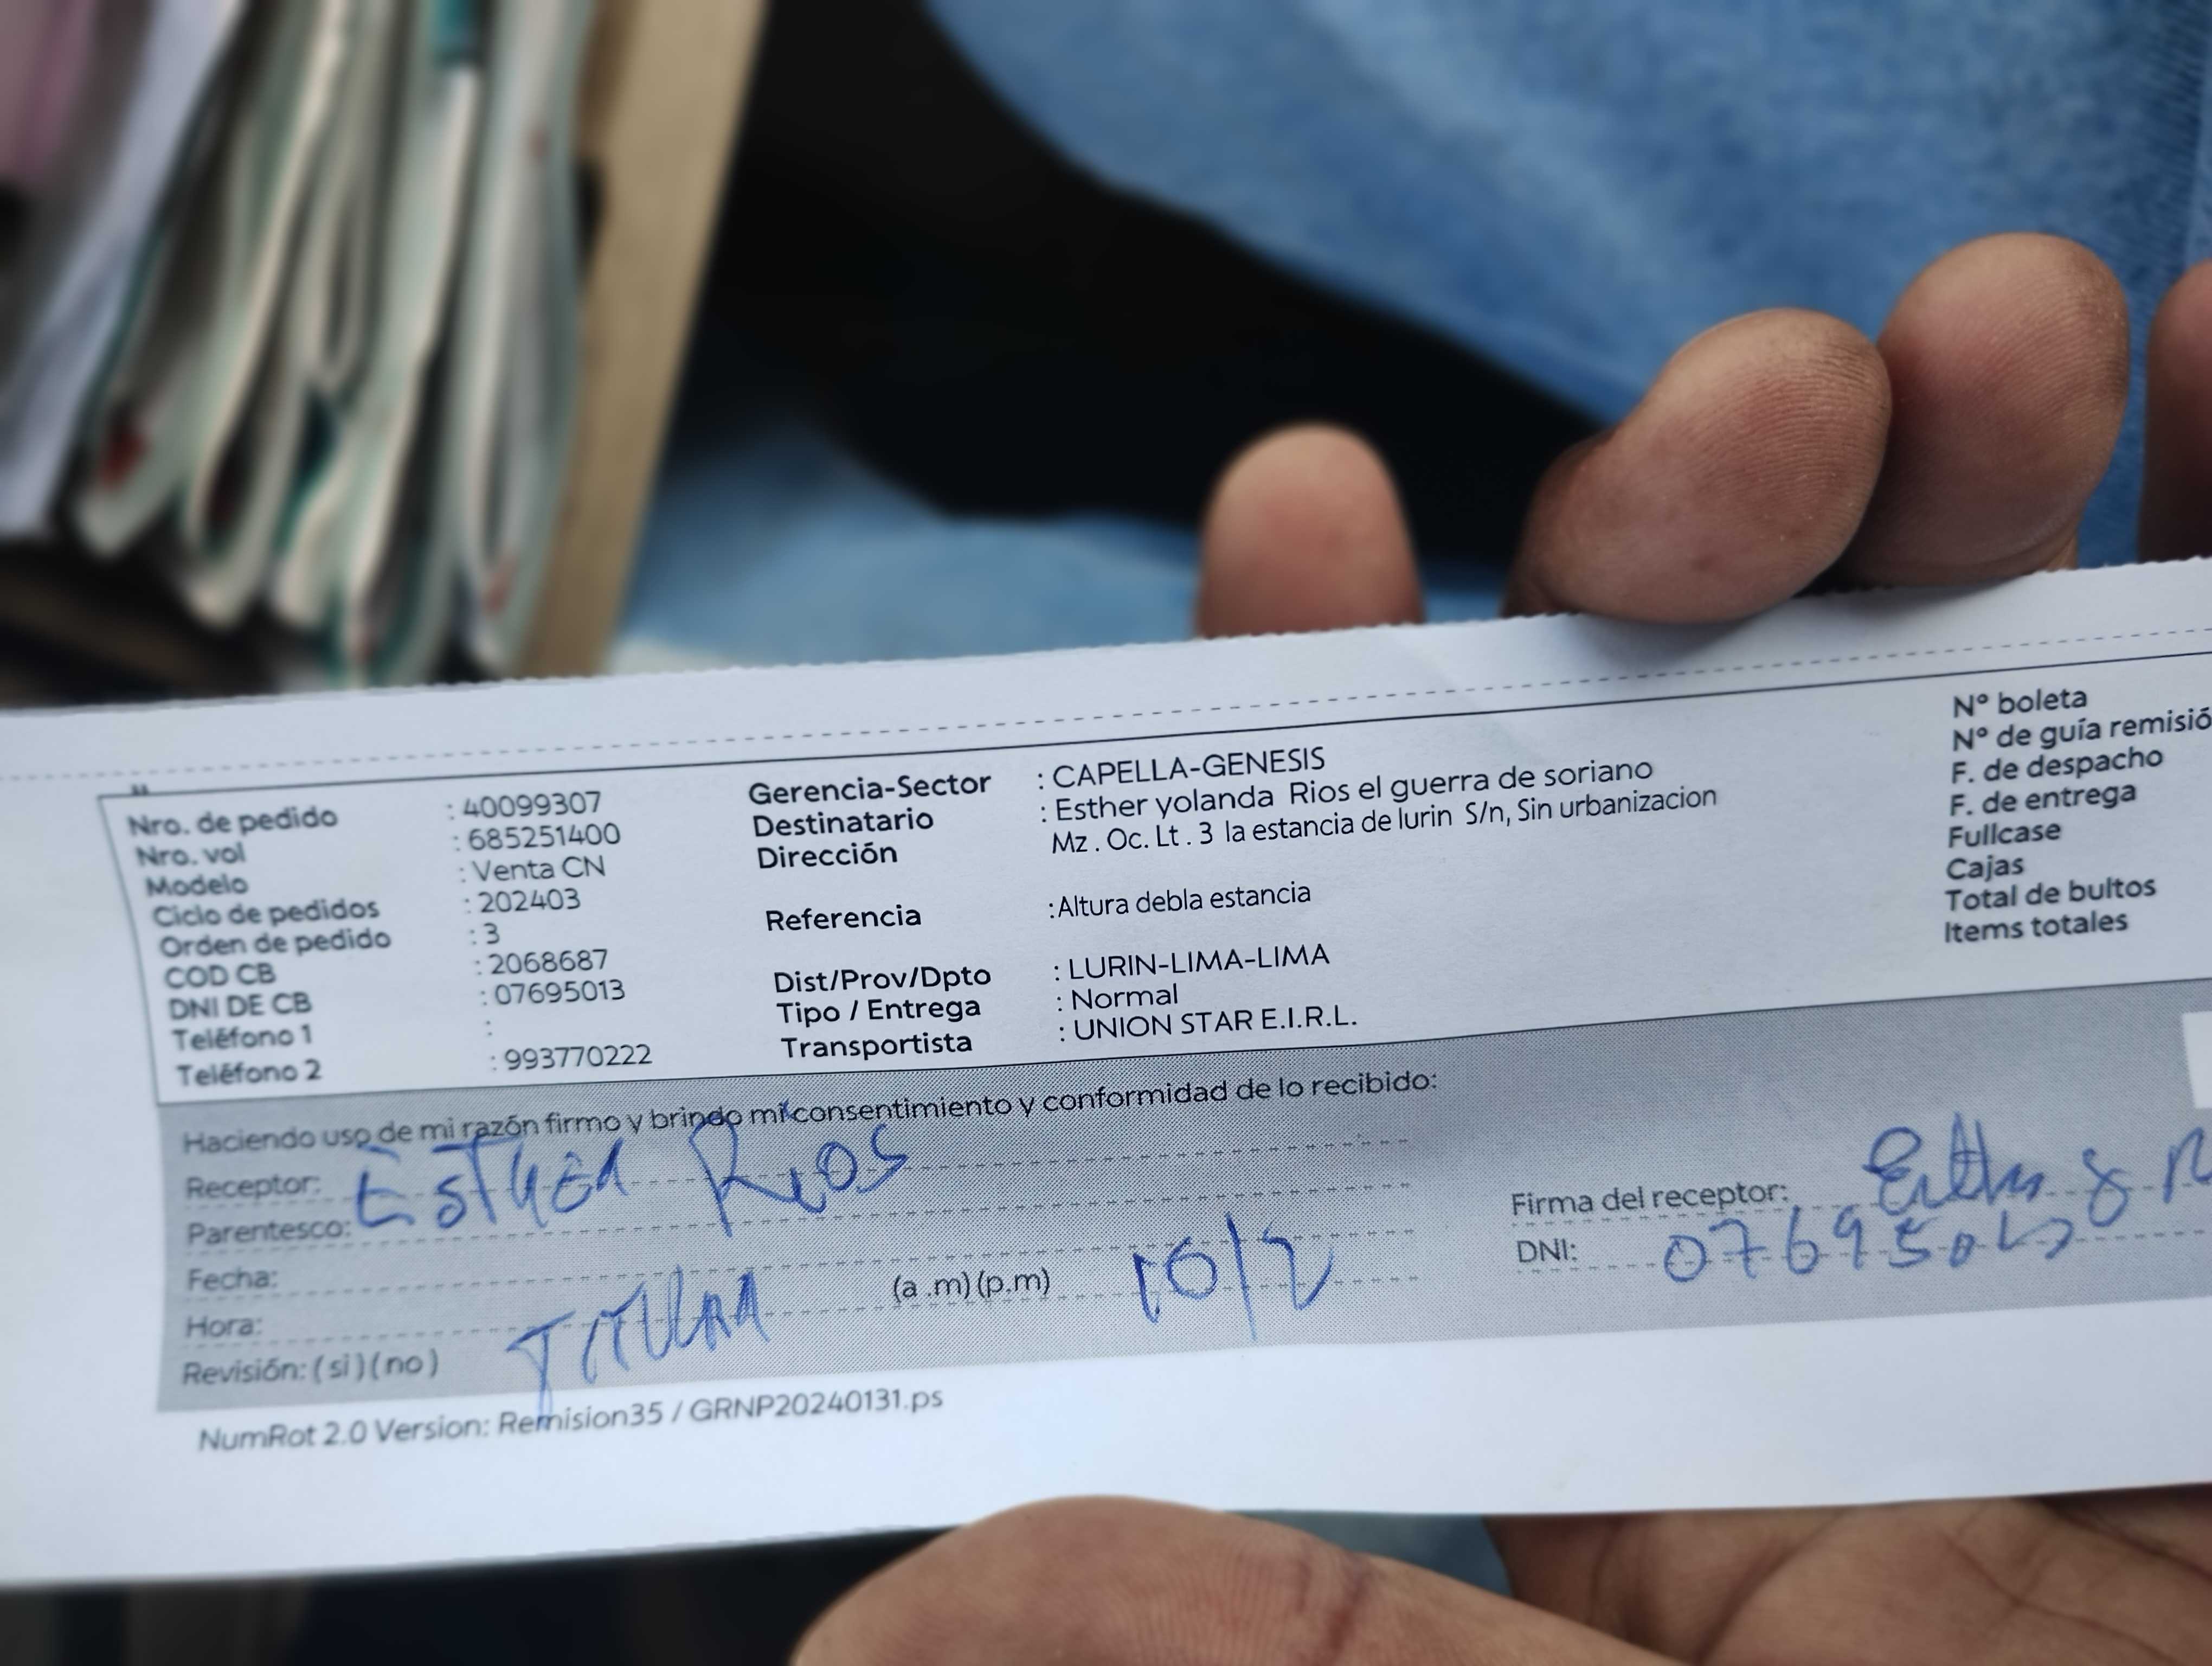 Nro. de pedido : 40099307
Nro. vol : 685251400
Modelo : Venta CN
Ciclo de pedidos : 202403
Orden de pedido : 3
COD CB : 2068687
DNI DE CB : 07695013
Teléfono 1 :
Teléfono 2 : 993770222
Gerencia-Sector : CAPELLA-GENESIS
Destinatario : Esther yolanda Rios el guerra de soriano
Dirección Mz . Oc. Lt . 3 la estancia de lurin S/n, Sin urbanizacion
Referencia :Altura debla estancia
Dist/Prov/Dpto : LURIN-LIMA-LIMA
Tipo / Entrega : Normal
Transportista : UNION STAR E.I.R.L.
Nº boleta
Nº de guía remisió
F. de despacho
F. de entrega
Fullcase
Cajas
Total de bultos
Items totales
Haciendo uso de mi razón firmo y brindo mi consentimiento y conformidad de lo recibido:
Receptor: ESTHER RIOS
Parentesco:
Fecha:
Hora: TITULAR (a .m) (p.m) 10/2
Revisión: ( si ) ( no )
Firma del receptor: Esther y R
DNI: 07695013
NumRot 2.0 Version: Remision35 / GRNP20240131.ps